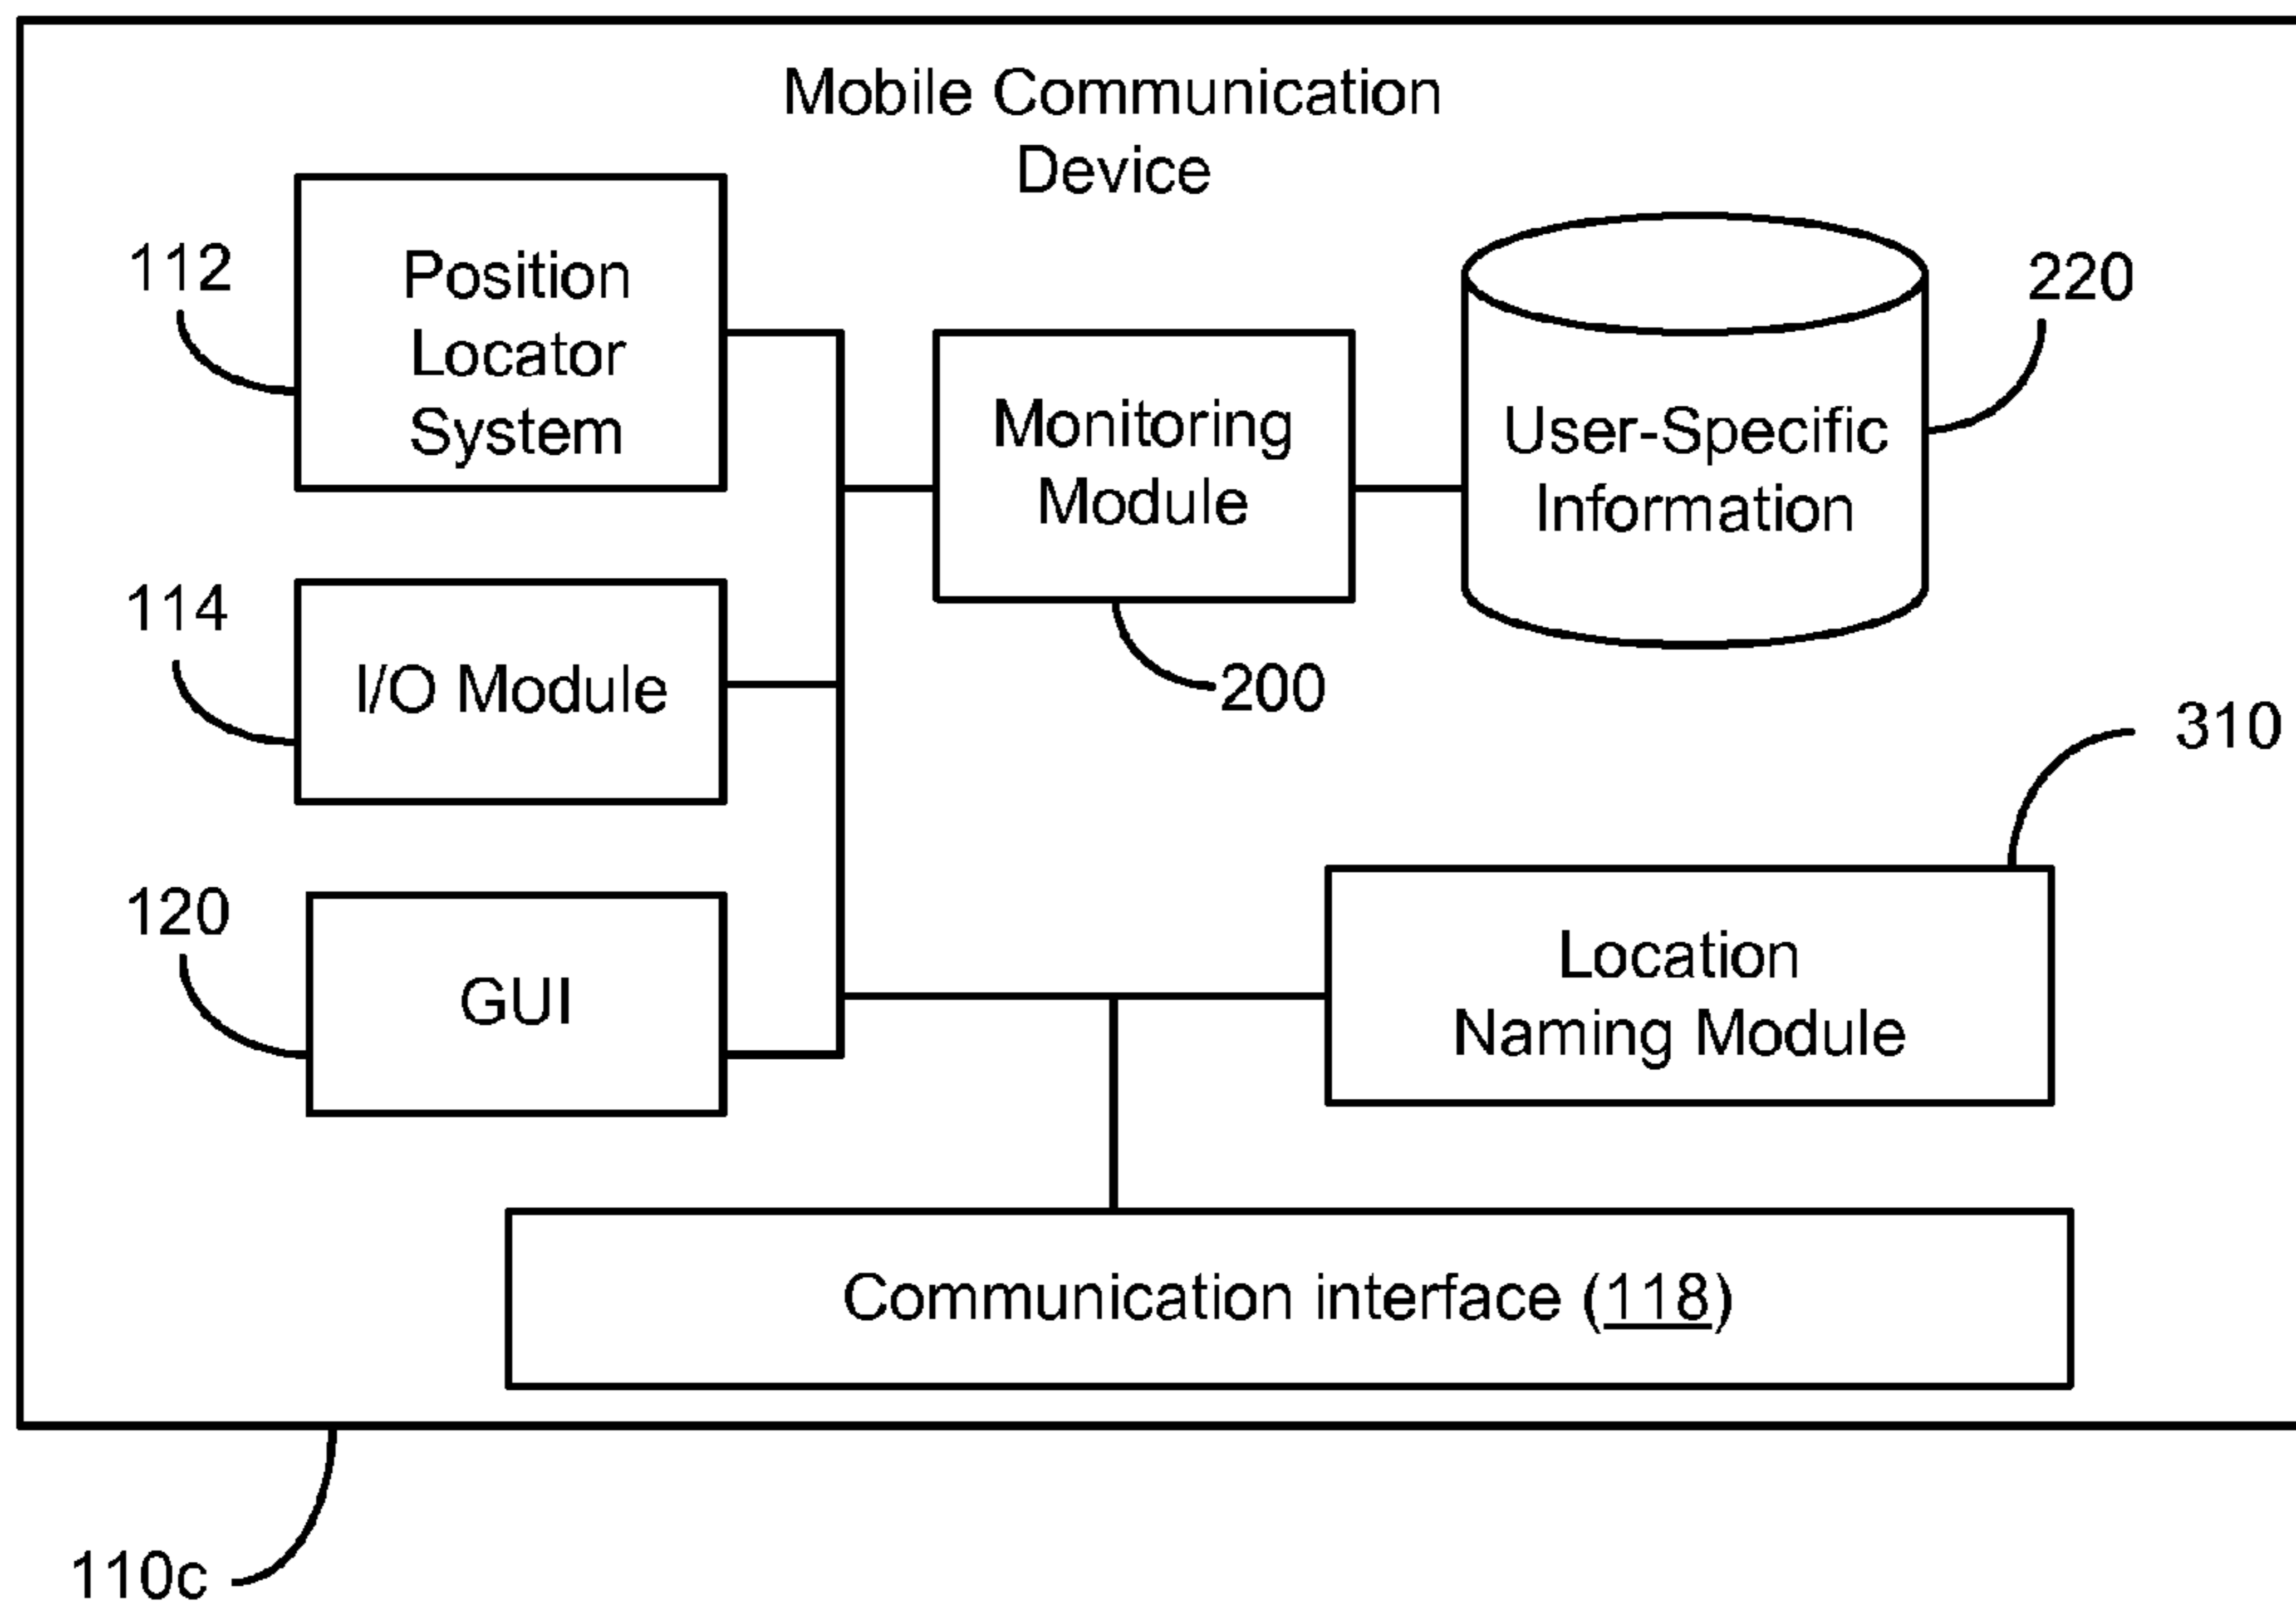 Mobile Communication
Device
112
Position
Locator
System
Monitoring
Module
User-Specific
Information
220
114
I/O Module
200
310
120
GUI
Location
Naming Module
Communication interface (118)
110c